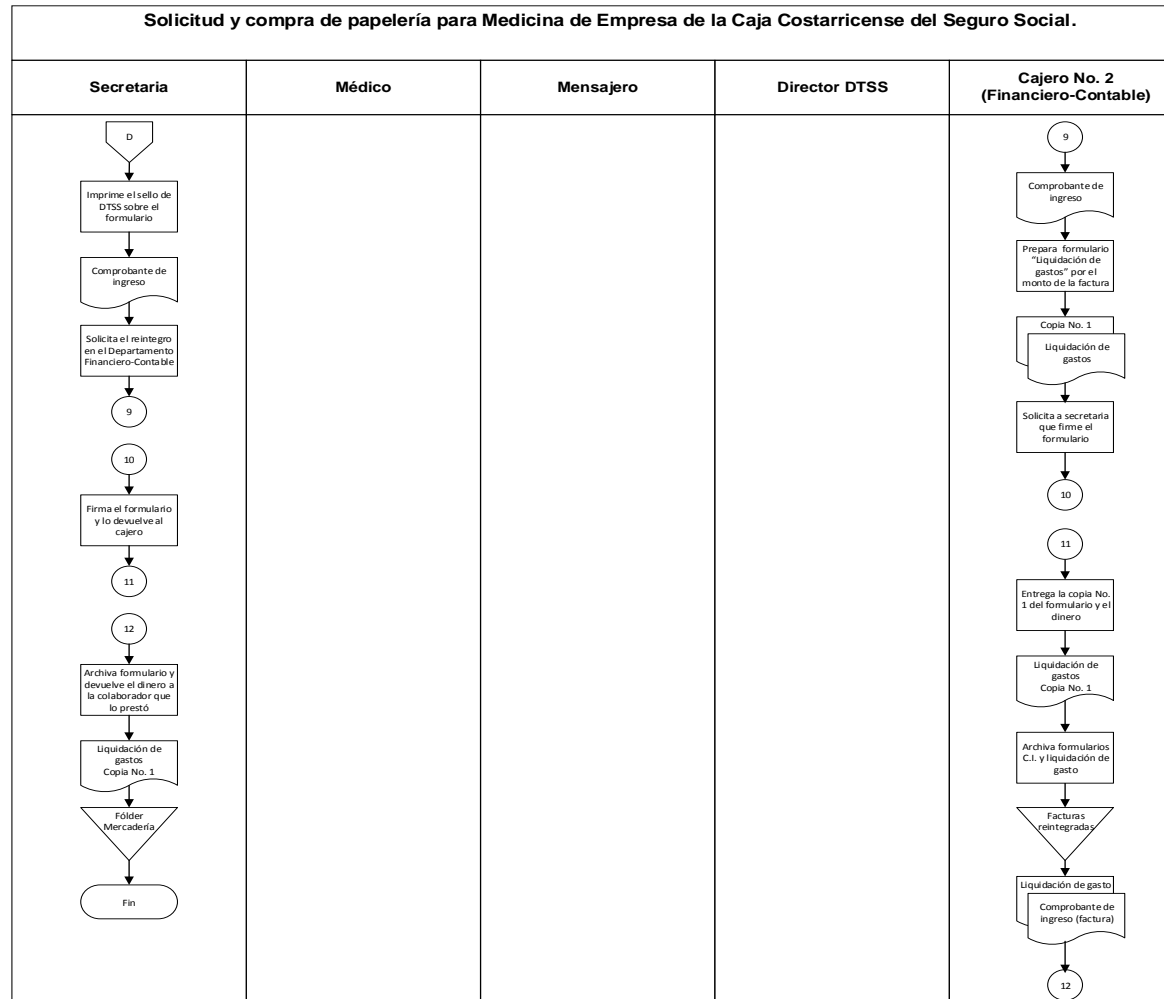 Solicitud y compra de papelería para Medicina de Empresa de la Caja Costarricense del Seguro Social.
Secretaria
Médico
Mensajero
Director DTSS
Cajero No. 2
(Financiero-Contable)
D
Imprime el sello de
DTSS sobre el
formulario
Comprobante de
ingreso
Solicita el reintegro
en el Departamento
Financiero-Contable
9
10
Firma el formulario
y lo devuelve al
cajero
11
12
Archiva formulario y
devuelve el dinero a
la colaborador que
lo prestó
Liquidación de
gastos
Copia No. 1
Fólder
Mercadería
Fin
9
Comprobante de
ingreso
Prepara formulario
“Liquidación de
gastos” por el
monto de la factura
Copia No. 1
Liquidación de
gastos
Solicita a secretaria
que firme el
formulario
10
11
Entrega la copia No.
1 del formulario y el
dinero
Liquidación de
gastos
Copia No. 1
Archiva formularios
C.I. y liquidación de
gasto
Facturas
reintegradas
Liquidación de gasto
Comprobante de
ingreso (factura)
12